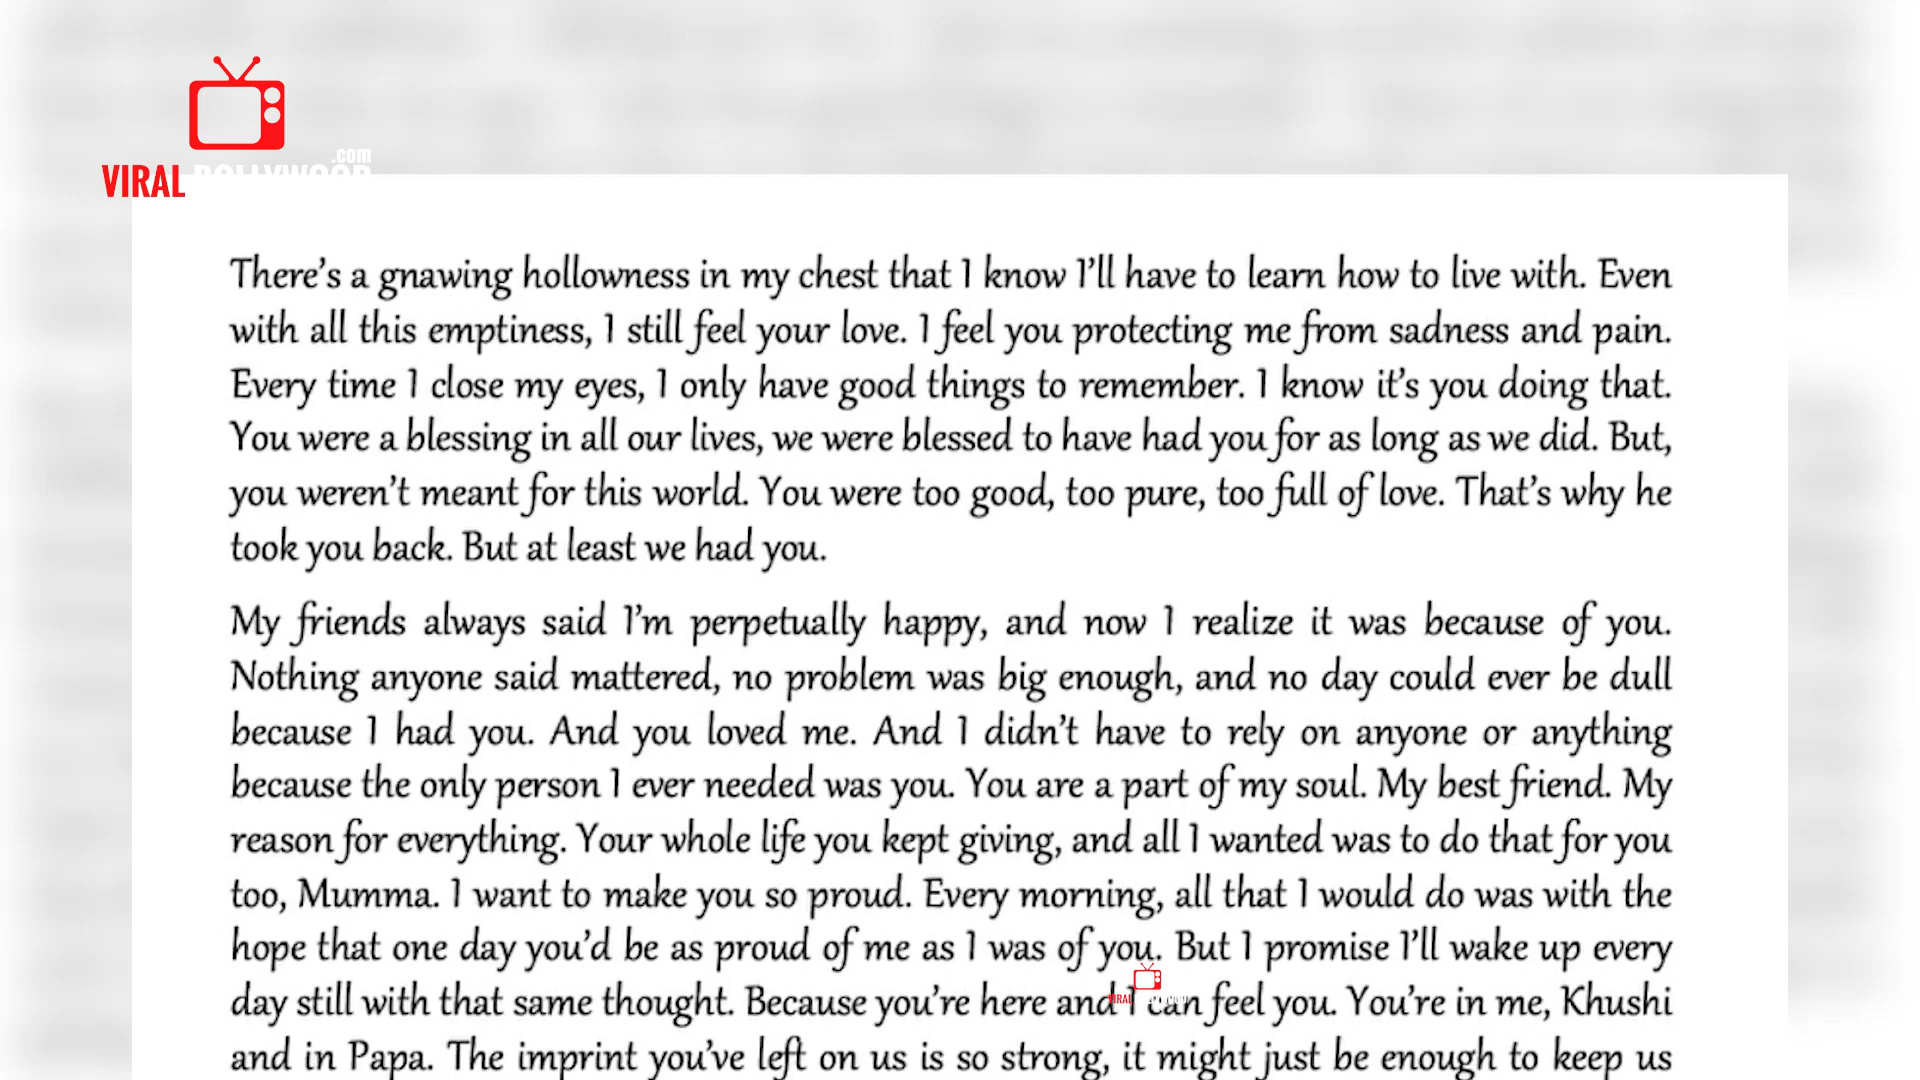 .com
VIRAL BOLLYWOOD
There’s a gnawing hollowness in my chest that I know I’ll have to learn how to live with. Even
with all this emptiness, I still feel your love. I feel you protecting me from sadness and pain.
Every time I close my eyes, I only have good things to remember. I know it’s you doing that.
You were a blessing in all our lives, we were blessed to have had you for as long as we did. But,
you weren’t meant for this world. You were too good, too pure, too full of love. That’s why he
took you back. But at least we had you.
My friends always said I’m perpetually happy, and now I realize it was because of you.
Nothing anyone said mattered, no problem was big enough, and no day could ever be dull
because I had you. And you loved me. And I didn’t have to rely on anyone or anything
because the only person I ever needed was you. You are a part of my soul. My best friend. My
reason for everything. Your whole life you kept giving, and all I wanted was to do that for you
too, Mumma. I want to make you so proud. Every morning, all that I would do was with the
hope that one day you’d be as proud of me as I was of you. But I promise I’ll wake up every
day still with that same thought. Because you’re here and I can feel you. You’re in me, Khushi
VIRAL
and in Papa. The imprint you’ve left on us is so strong, it might just be enough to keep us